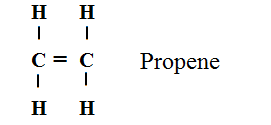 H H
C = C Propene
H H